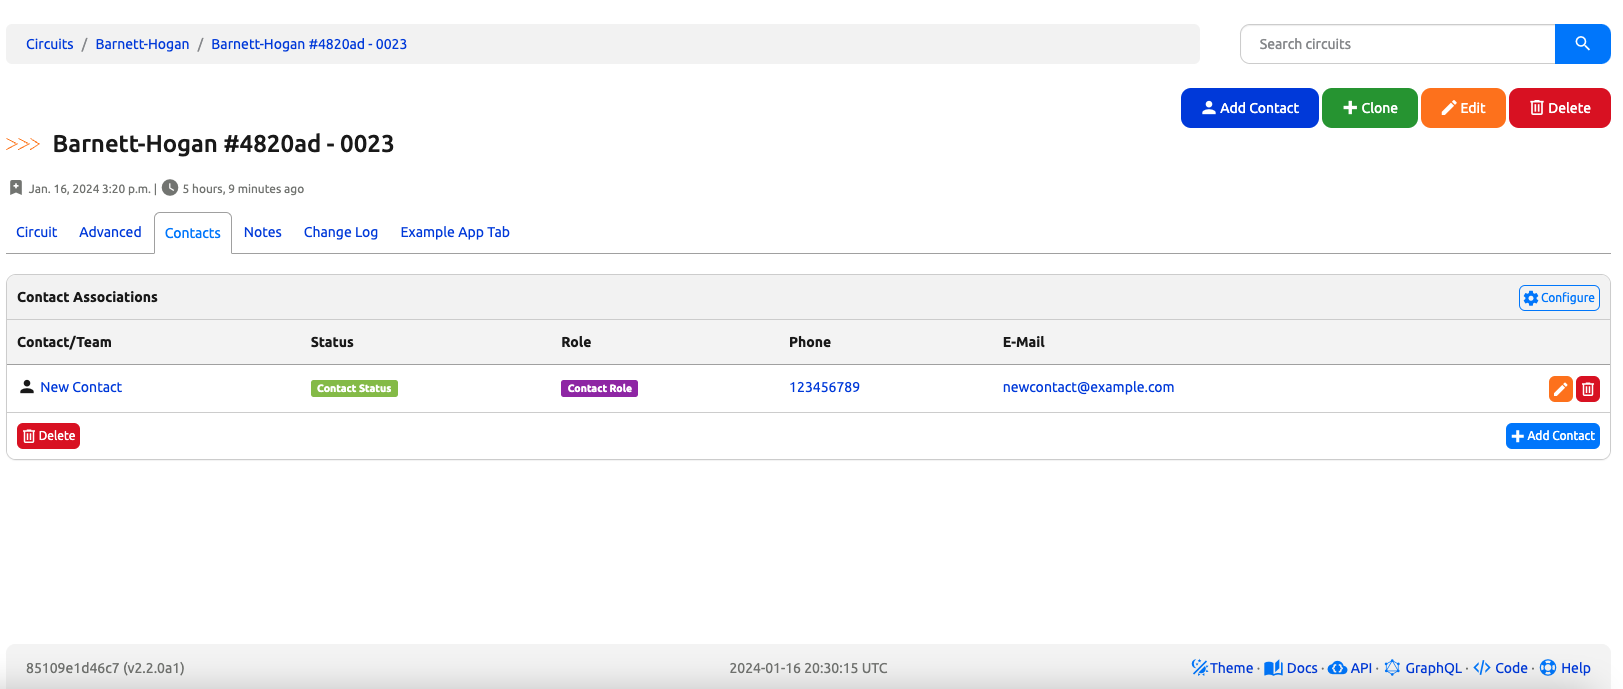 Circuits / Barnett-Hogan / Barnett-Hogan #4820ad - 0023
Search circuits
Add Contact Clone Edit Delete
>>> Barnett-Hogan #4820ad - 0023
Jan. 16, 2024 3:20 p.m. | 5 hours, 9 minutes ago
Circuit Advanced Contacts Notes Change Log Example App Tab
Contact Associations Configure
Contact/Team Status Role Phone E-Mail
New Contact Contact Status Contact Role 123456789 newcontact@example.com
Delete Add Contact
85109e1d46c7 (v2.2.0a1) 2024-01-16 20:30:15 UTC Theme · Docs · API · GraphQL · Code · Help